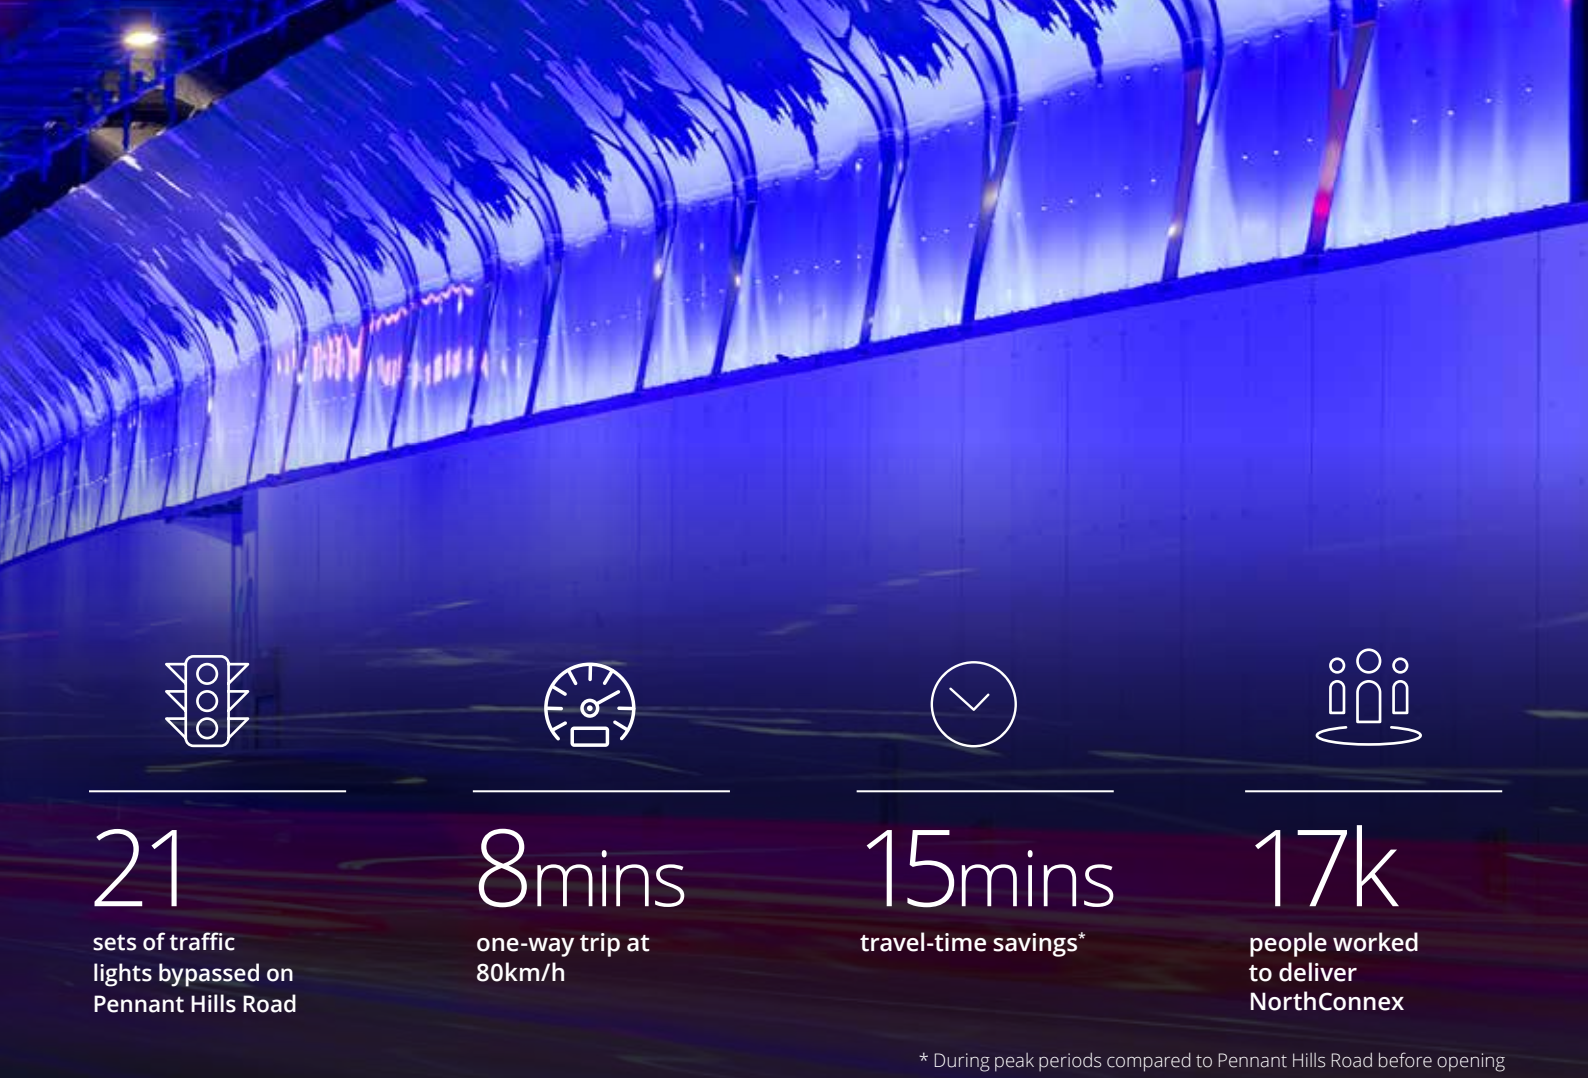 21
sets of traffic
lights bypassed on
Pennant Hills Road
8mins
one-way trip at
80km/h
15mins
travel-time savings*
17k
people worked
to deliver
NorthConnex
* During peak periods compared to Pennant Hills Road before opening